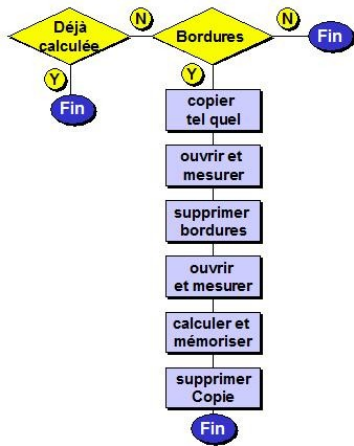 Déjà
calculée
N
Bordures
N
Fin
Y
Y
Fin
copier
tel quel
ouvrir et
mesurer
supprimer
bordures
ouvrir
et mesurer
calculer et
mémoriser
supprimer
Copie
Fin